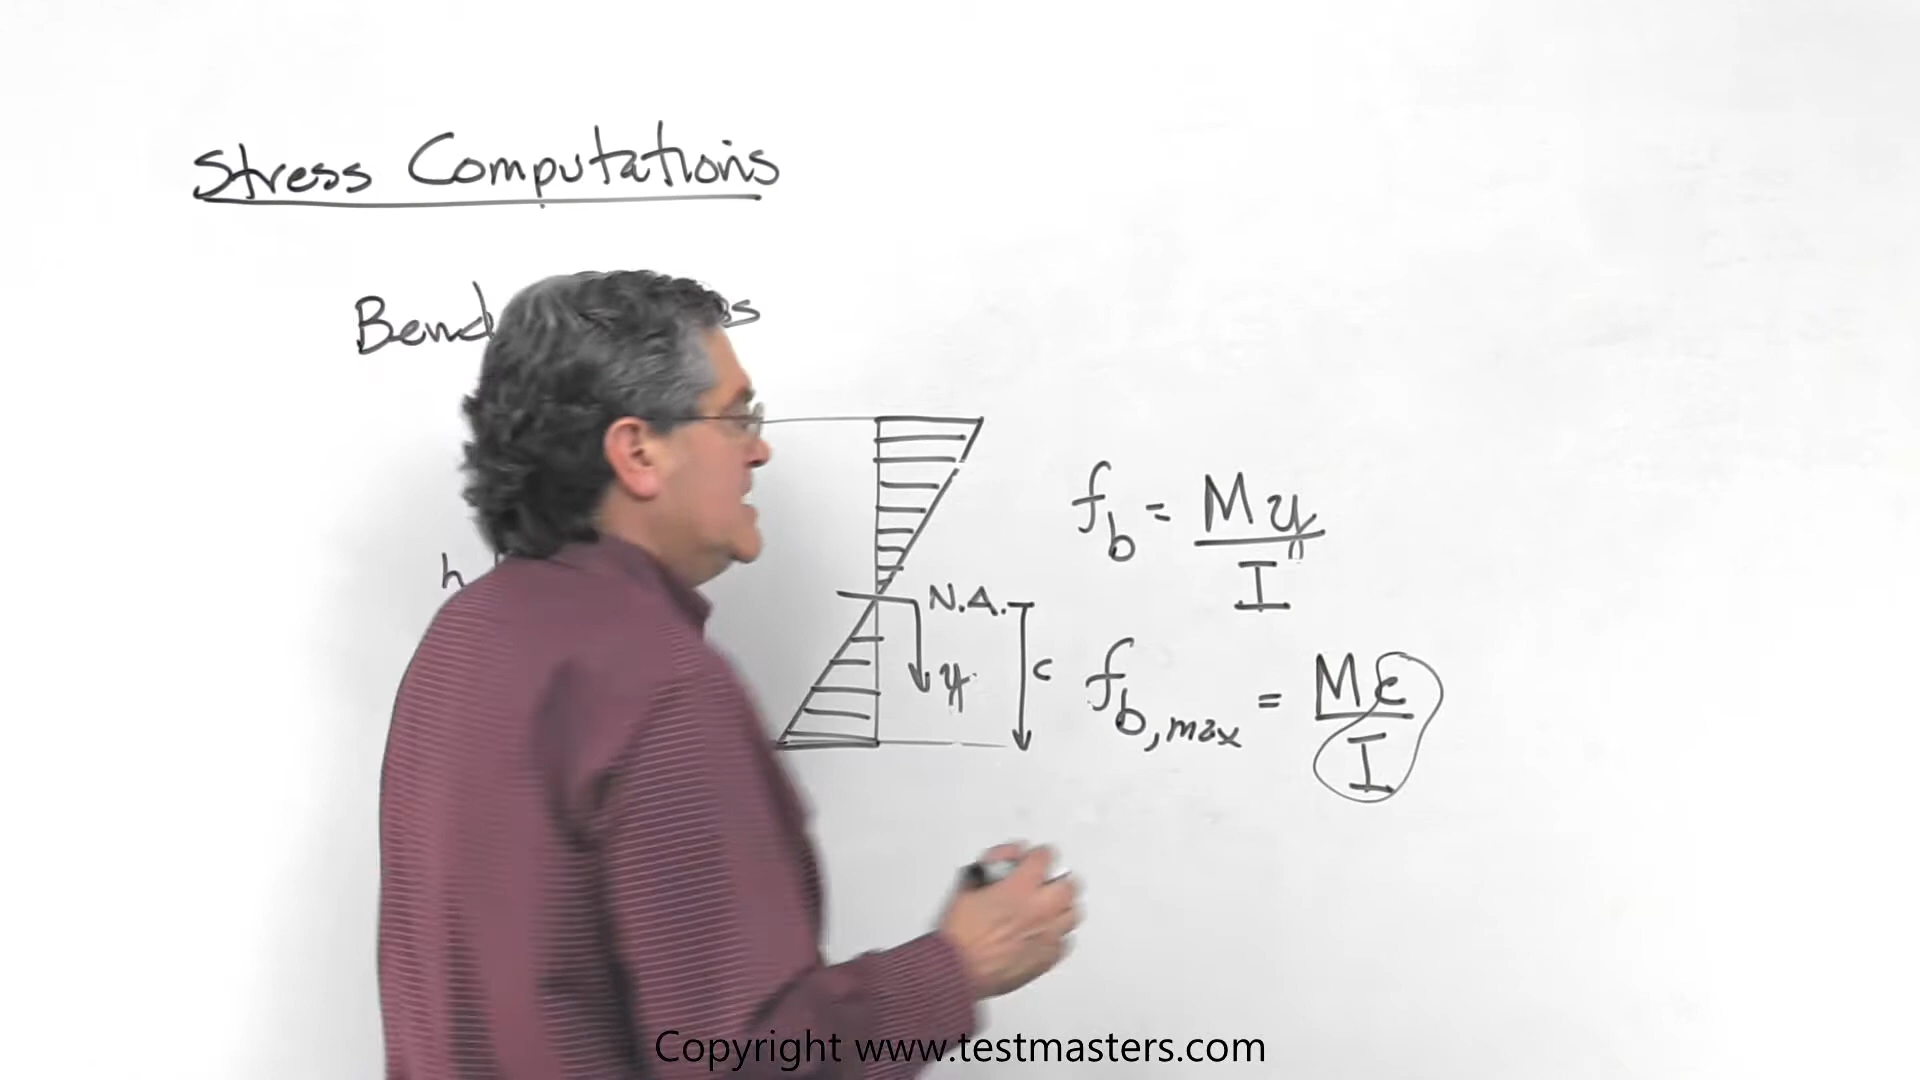 Stress Computations
h
N.A.
y
c
f_b = My/I
f_b,max = Mc/I
Copyright www.testmasters.com